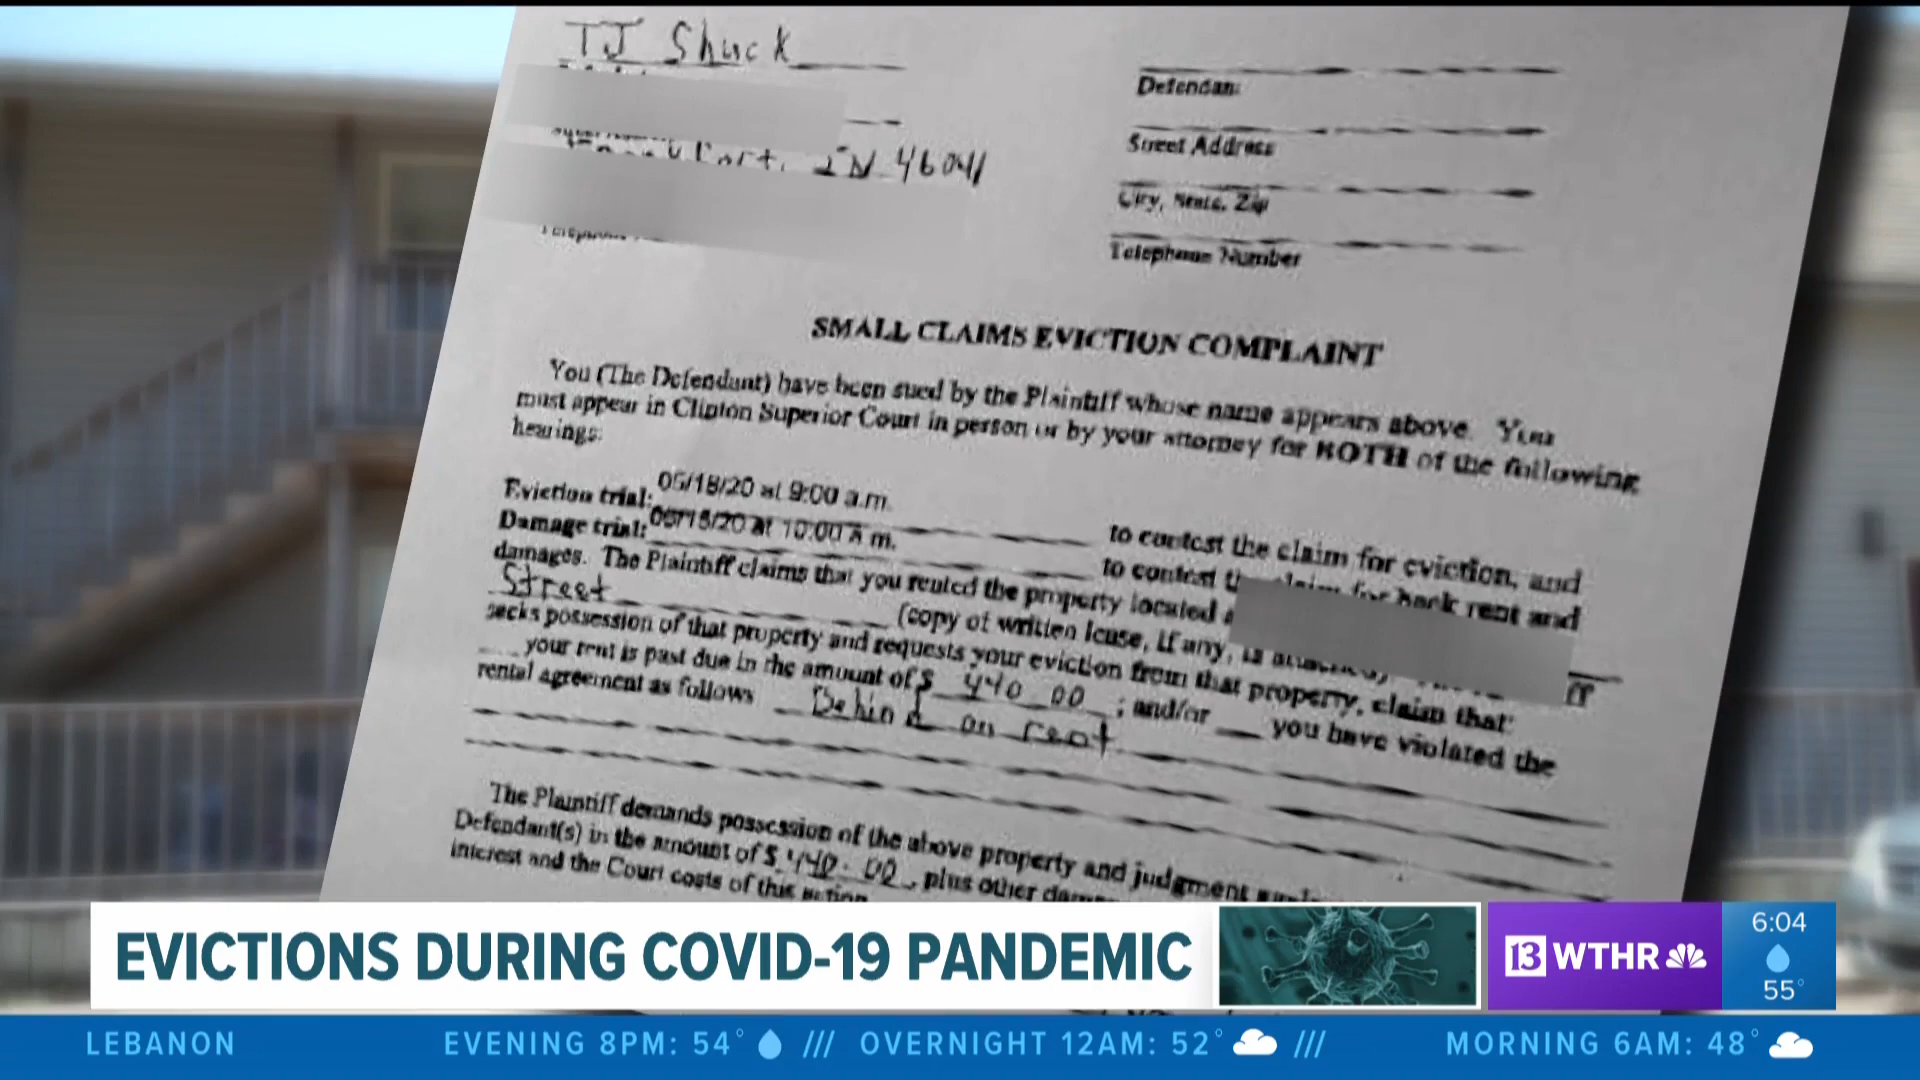 TJ Shuck
IN 46041
Defendant
Street Address
City, State, Zip
Telephone Number
SMALL CLAIMS EVICTION COMPLAINT
You (The Defendant) have been sued by the Plaintiff whose name appears above. You
must appear in Clinton Superior Court in person or by your attorney for BOTH of the following
hearings:
Eviction trial: 05/18/20 at 9:00 a.m. to contest the claim for eviction, and
Damage trial: 06/15/20 at 10:00 a.m. to contest the claim for back rent and
damages. The Plaintiff claims that you rented the property located
Street (copy of written lease, if any, is attached)
seeks possession of that property and requests your eviction from that property, claim that:
your rent is past due in the amount of $ 440 00 ; and/or you have violated the
rental agreement as follows Behind on rent
The Plaintiff demands possession of the above property and judgment
Defendant(s) in the amount of $ 440.00, plus other
interest and the Court costs of this action
EVICTIONS DURING COVID-19 PANDEMIC
13 WTHR
6:04
55°
LEBANON EVENING 8PM: 54° /// OVERNIGHT 12AM: 52° /// MORNING 6AM: 48°